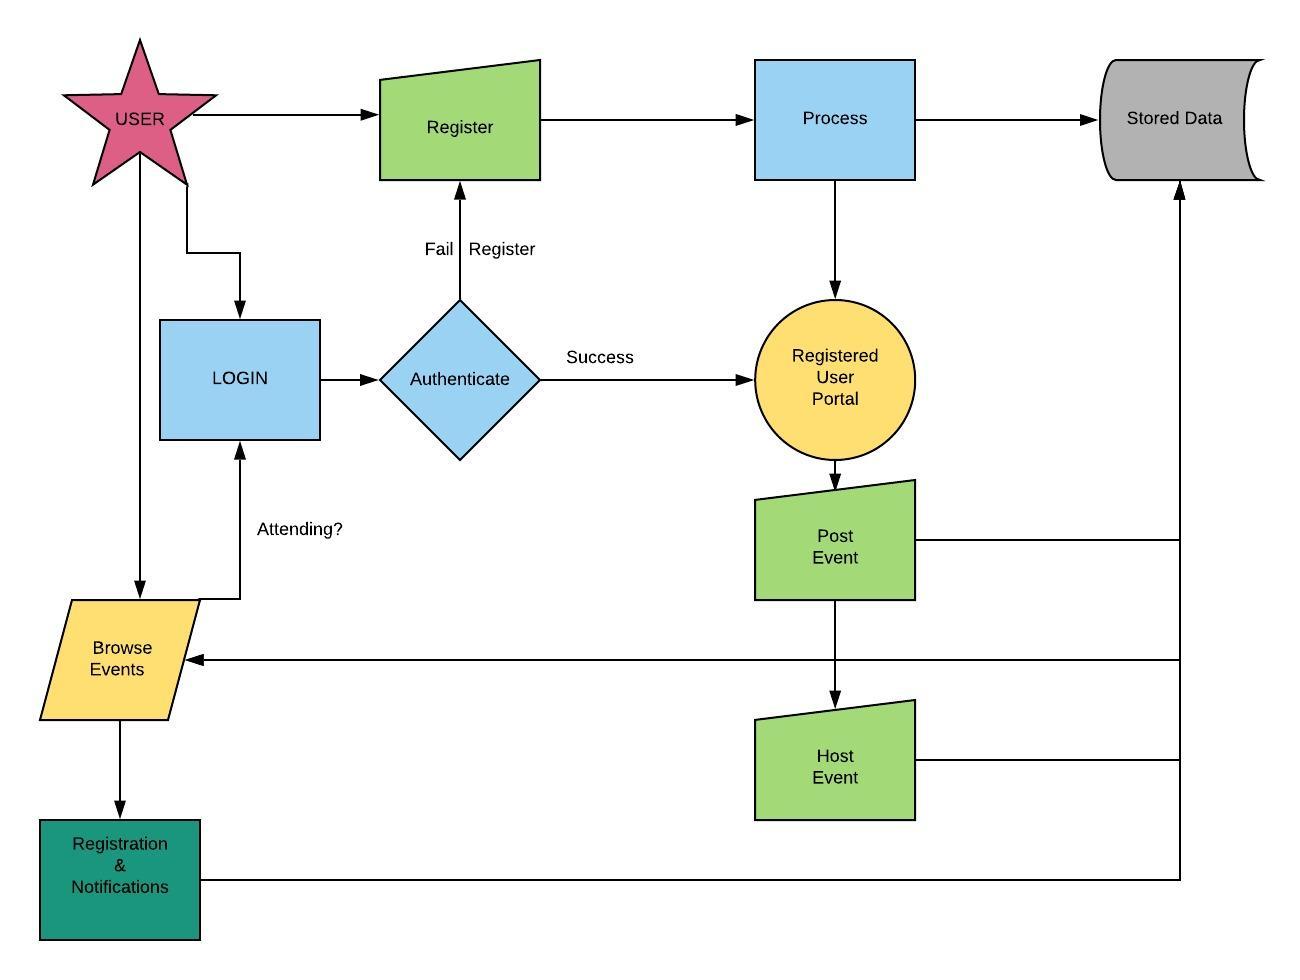 USER
Register
Process
Stored Data
Fail
Register
Success
Registered
User
Portal
LOGIN
Authenticate
Attending?
Post
Event
Browse
Events
Host
Event
Registration
&
Notifications